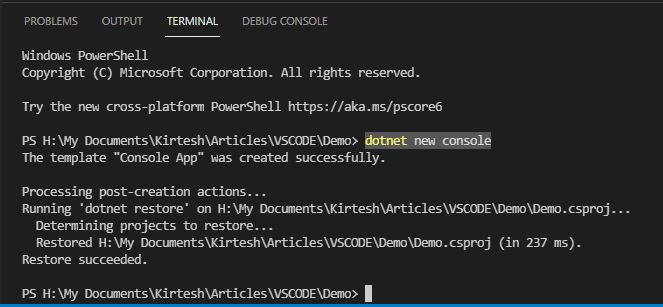 PROBLEMS OUTPUT TERMINAL DEBUG CONSOLE
Windows PowerShell
Copyright (C) Microsoft Corporation. All rights reserved.
Try the new cross-platform PowerShell https://aka.ms/pscore6
PS H:\My Documents\Kirtesh\Articles\VSCODE\Demo> dotnet new console
The template "Console App" was created successfully.
Processing post-creation actions...
Running 'dotnet restore' on H:\My Documents\Kirtesh\Articles\VSCODE\Demo\Demo.csproj...
Determining projects to restore...
Restored H:\My Documents\Kirtesh\Articles\VSCODE\Demo\Demo.csproj (in 237 ms).
Restore succeeded.
PS H:\My Documents\Kirtesh\Articles\VSCODE\Demo>